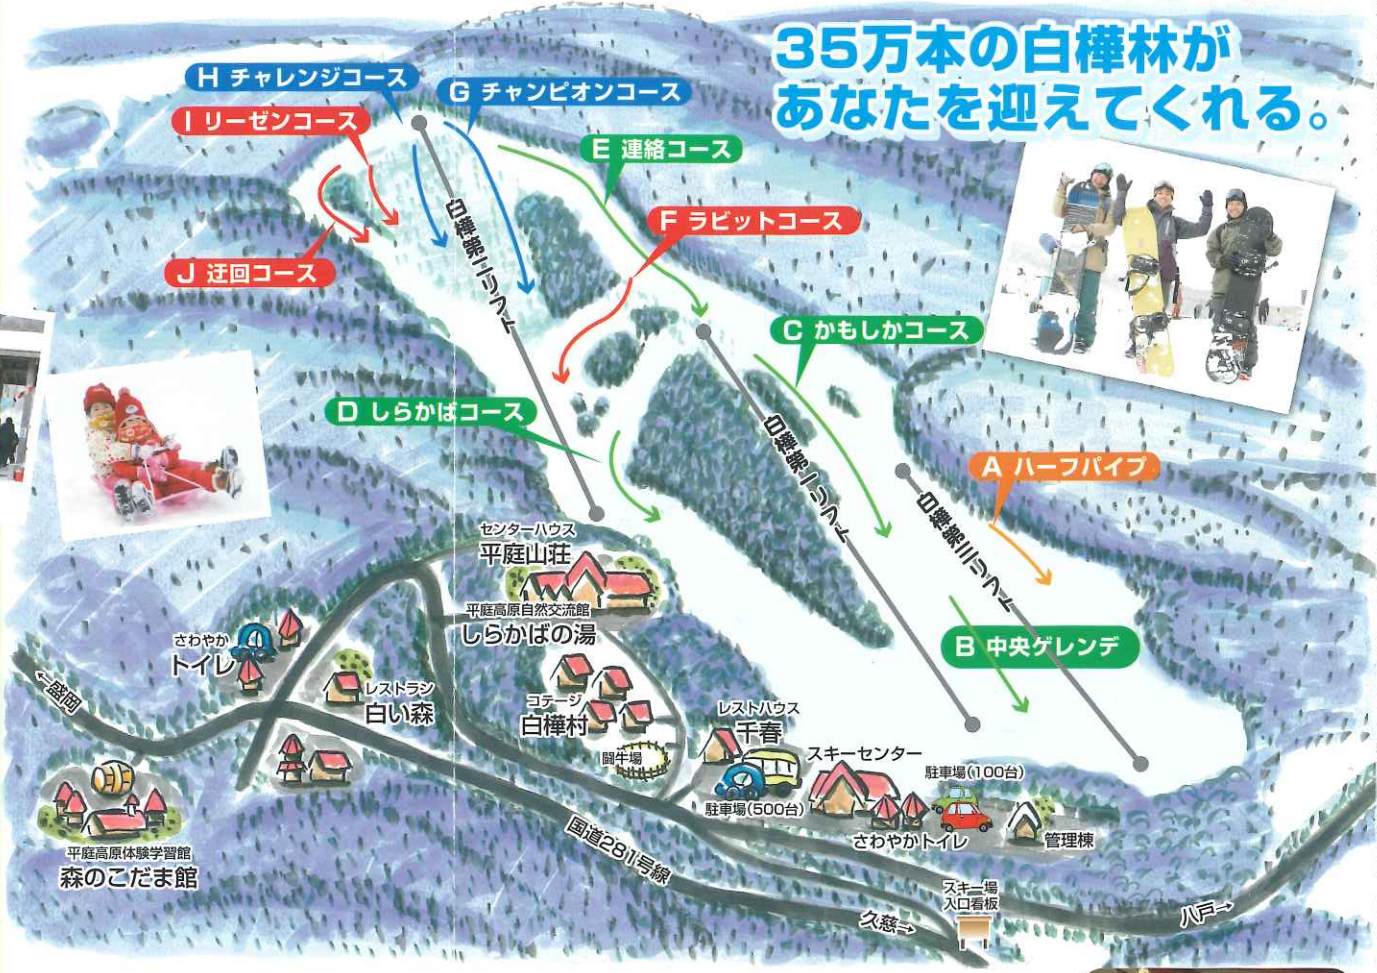 35万本の白樺林が
あなたを迎えてくれる。
H チャレンジコース
G チャンピオンコース
I リーゼンコース
E 連絡コース
F ラビットコース
J 迂回コース
白樺第二リフト
C かもしかコース
D しらかばコース
白樺第一リフト
A ハーフパイプ
白樺第三リフト
B 中央ゲレンデ
センターハウス
平庭山荘
平庭高原自然交流館
しらかばの湯
さわやか
トイレ
←盛岡
レストラン
白い森
コテージ
白樺村
闘牛場
レストハウス
千春
駐車場(500台)
スキーセンター
駐車場(100台)
さわやかトイレ
管理棟
平庭高原体験学習館
森のこだま館
国道281号線
久慈→
スキー場
入口看板
八戸→